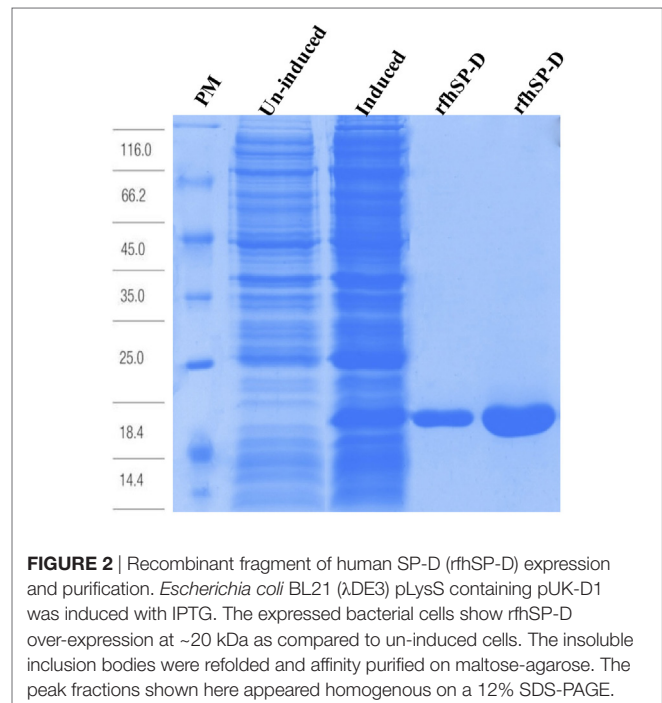 PM Un-induced Induced rfhSP-D rfhSP-D
116.0
66.2
45.0
35.0
25.0
18.4
14.4
FIGURE 2 | Recombinant fragment of human SP-D (rfhSP-D) expression
and purification. Escherichia coli BL21 (λDE3) pLysS containing pUK-D1
was induced with IPTG. The expressed bacterial cells show rfhSP-D
over-expression at ~20 kDa as compared to un-induced cells. The insoluble
inclusion bodies were refolded and affinity purified on maltose-agarose. The
peak fractions shown here appeared homogenous on a 12% SDS-PAGE.